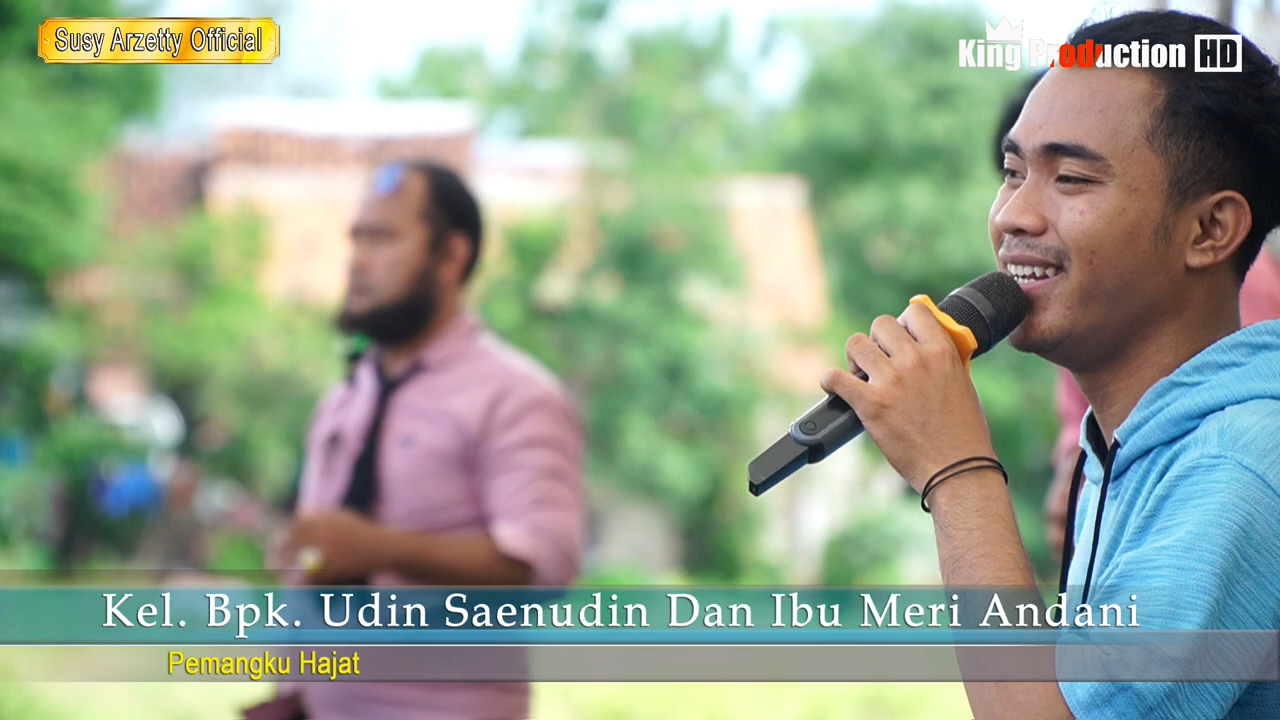 Susy Arzetty Official
King Production HD
Kel. Bpk. Udin Saenudin Dan Ibu Meri Andani
Pemangku Hajat